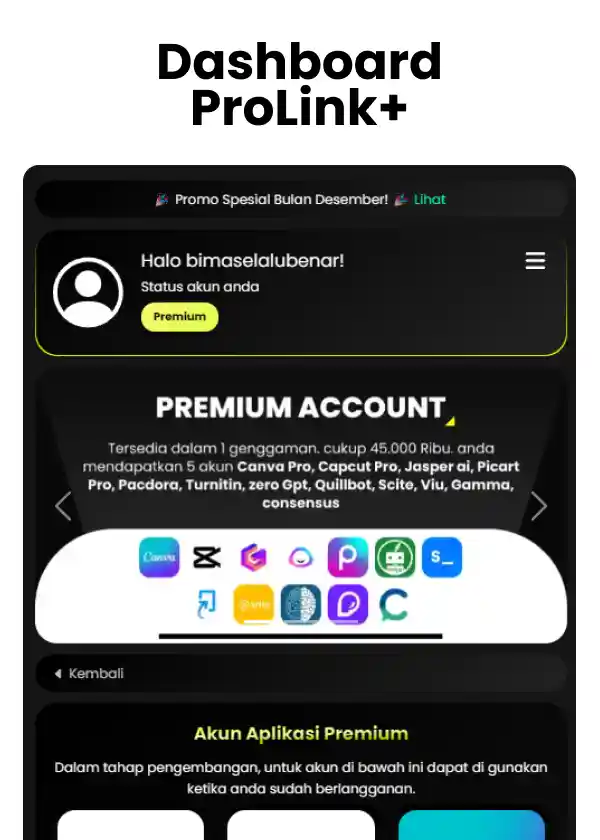 Dashboard
ProLink+
Promo Spesial Bulan Desember! Lihat
Halo bimaselalubenar!
Status akun anda
Premium
PREMIUM ACCOUNT
Tersedia dalam 1 genggaman. cukup 45.000 Ribu. anda
mendapatkan 5 akun Canva Pro, Capcut Pro, Jasper ai, Picart
Pro, Pacdora, Turnitin, zero Gpt, Quillbot, Scite, Viu, Gamma,
consensus
Canva
S_
Kembali
Akun Aplikasi Premium
Dalam tahap pengembangan, untuk akun di bawah ini dapat di gunakan
ketika anda sudah berlangganan.